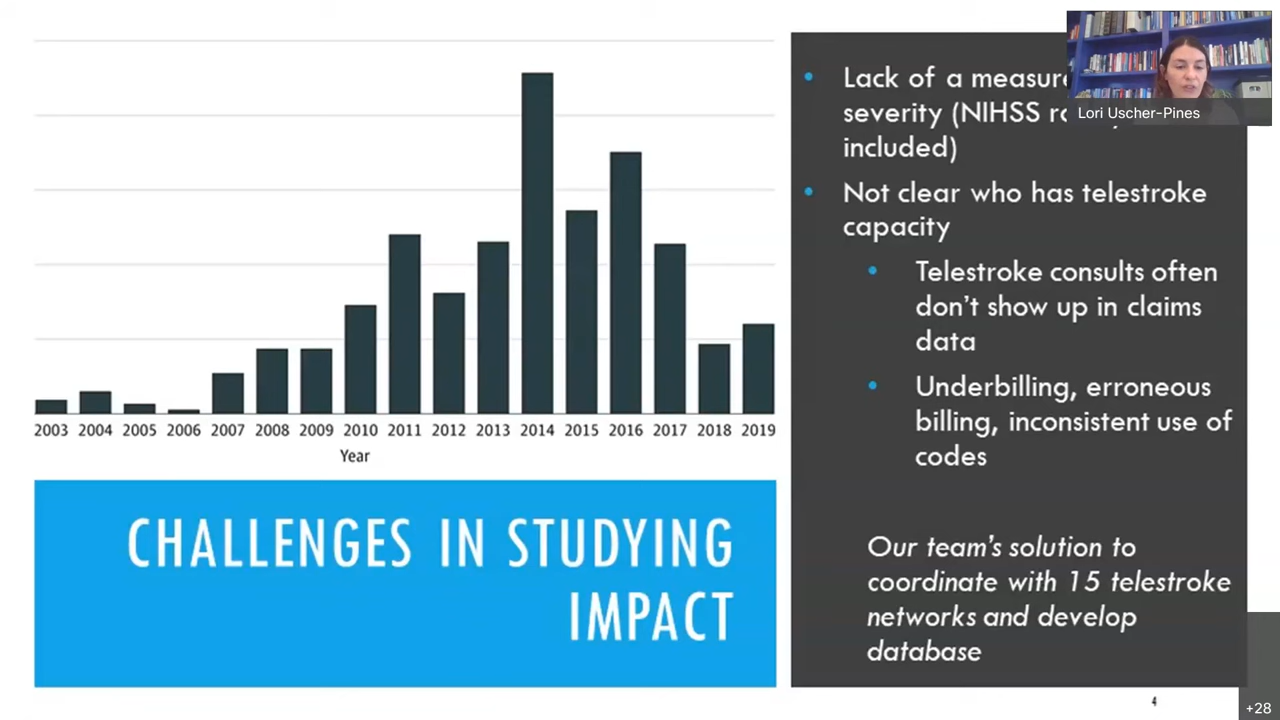 2003 2004 2005 2006 2007 2008 2009 2010 2011 2012 2013 2014 2015 2016 2017 2018 2019
Year
CHALLENGES IN STUDYING
IMPACT
• Lack of a measure
severity (NIHSS
included)
• Not clear who has telestroke
capacity
• Telestroke consults often
don't show up in claims
data
• Underbilling, erroneous
billing, inconsistent use of
codes
Our team's solution to
coordinate with 15 telestroke
networks and develop
database
Lori Uscher-Pines
4
+28